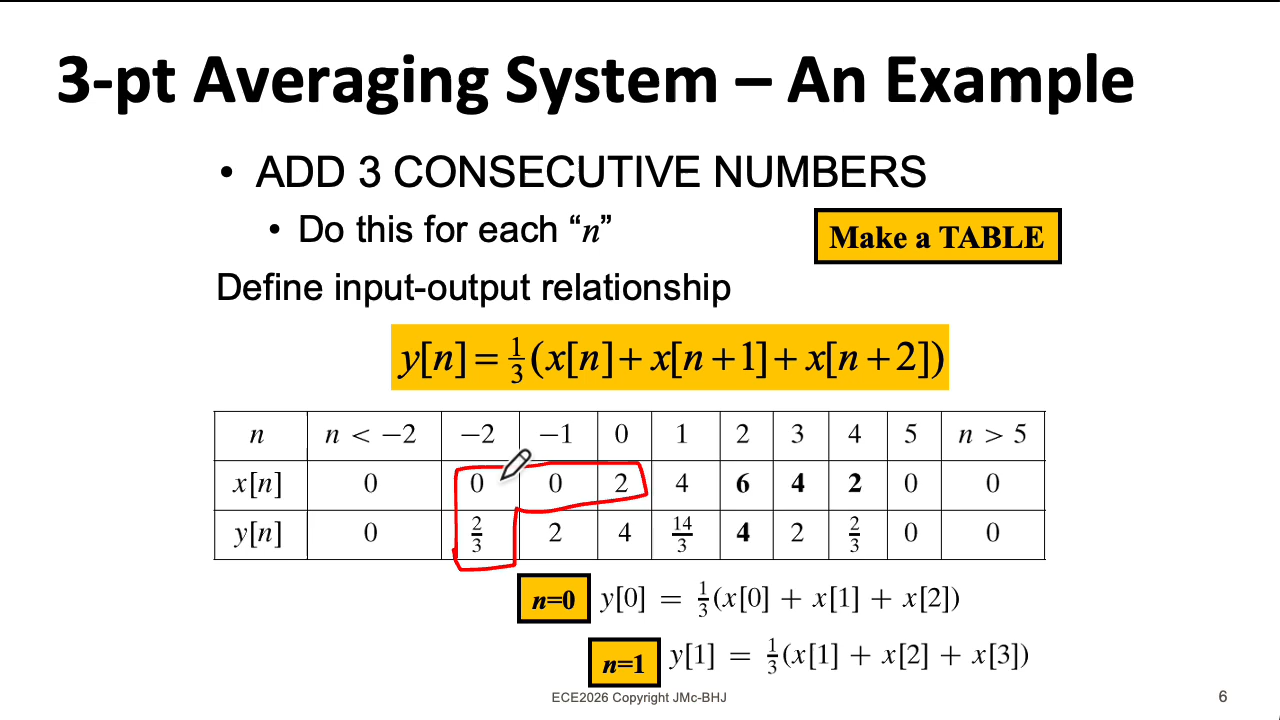 3-pt Averaging System – An Example
• ADD 3 CONSECUTIVE NUMBERS
• Do this for each “n”
Make a TABLE
Define input-output relationship
y[n] = 1/3 (x[n] + x[n+1] + x[n+2])
n n < −2 −2 −1 0 1 2 3 4 5 n > 5
x[n] 0 0 0 2 4 6 4 2 0 0
y[n] 0 2/3 2 4 14/3 4 2 2/3 0 0
n=0 y[0] = 1/3 (x[0] + x[1] + x[2])
n=1 y[1] = 1/3 (x[1] + x[2] + x[3])
ECE2026 Copyright JMc-BHJ
6